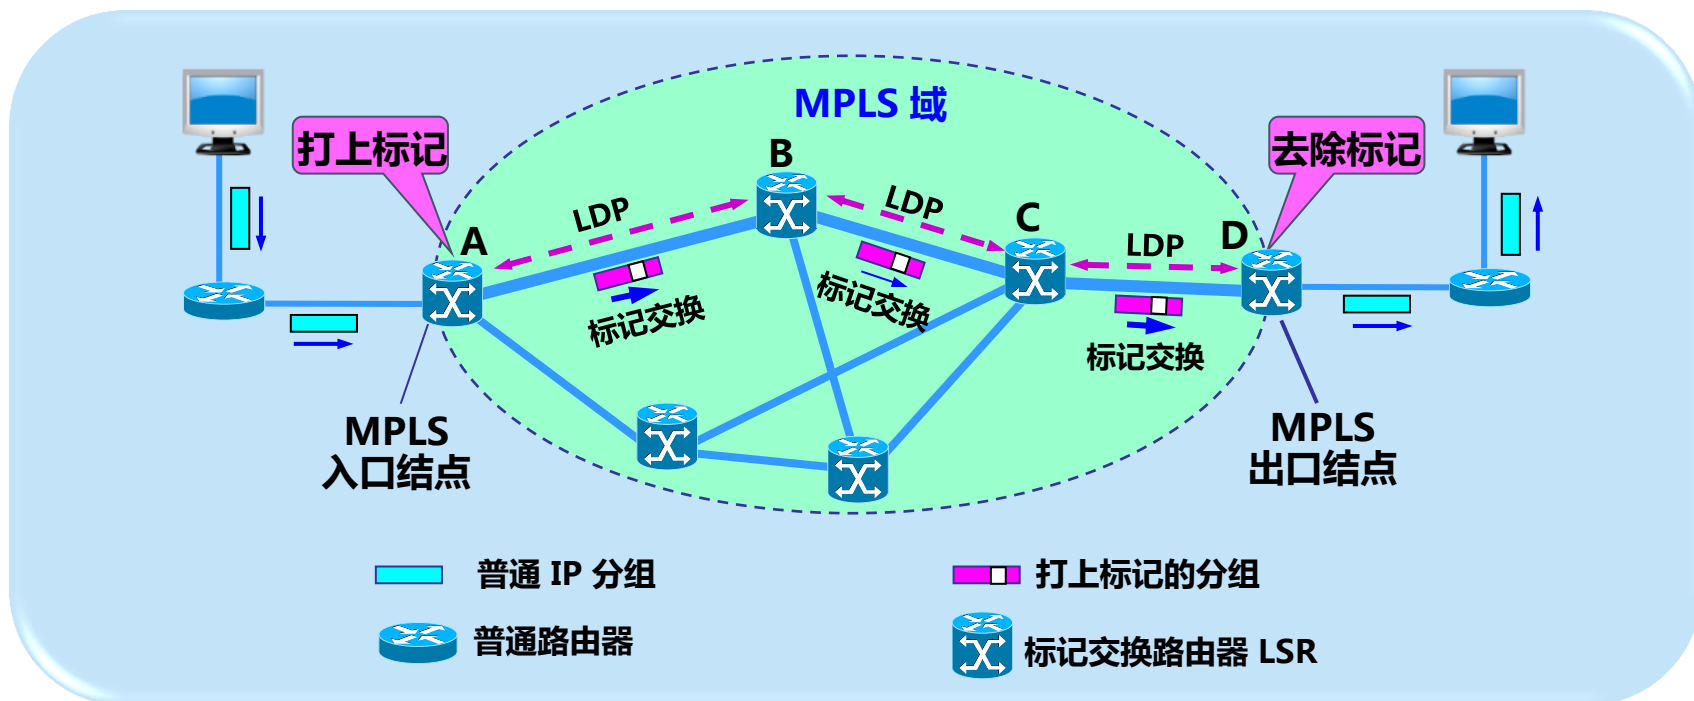 MPLS 域
打上标记
去除标记
B
LDP
LDP
C
A
LDP
D
标记交换
标记交换
标记交换
MPLS
入口结点
MPLS
出口结点
普通 IP 分组
打上标记的分组
普通路由器
标记交换路由器 LSR